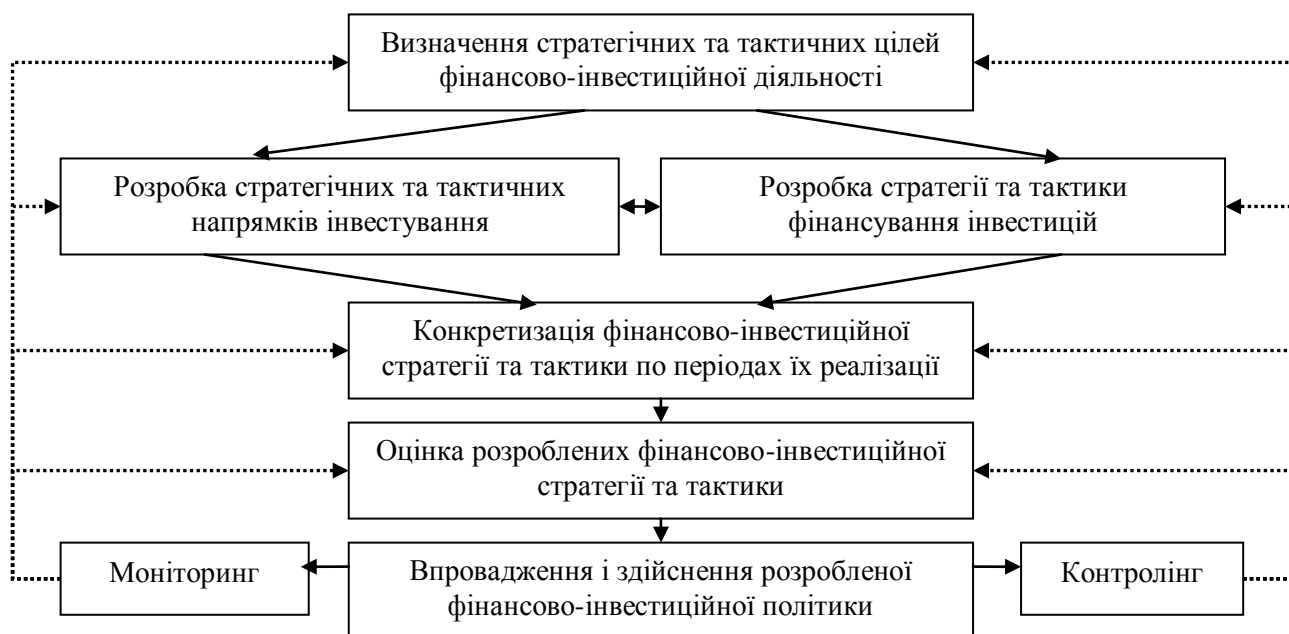 Визначення стратегічних та тактичних цілей
фінансово-інвестиційної діяльності
Розробка стратегічних та тактичних
напрямків інвестування
Розробка стратегії та тактики
фінансування інвестицій
Конкретизація фінансово-інвестиційної
стратегії та тактики по періодах їх реалізації
Оцінка розроблених фінансово-інвестиційної
стратегії та тактики
Моніторинг
Впровадження і здійснення розробленої
фінансово-інвестиційної політики
Контролінг